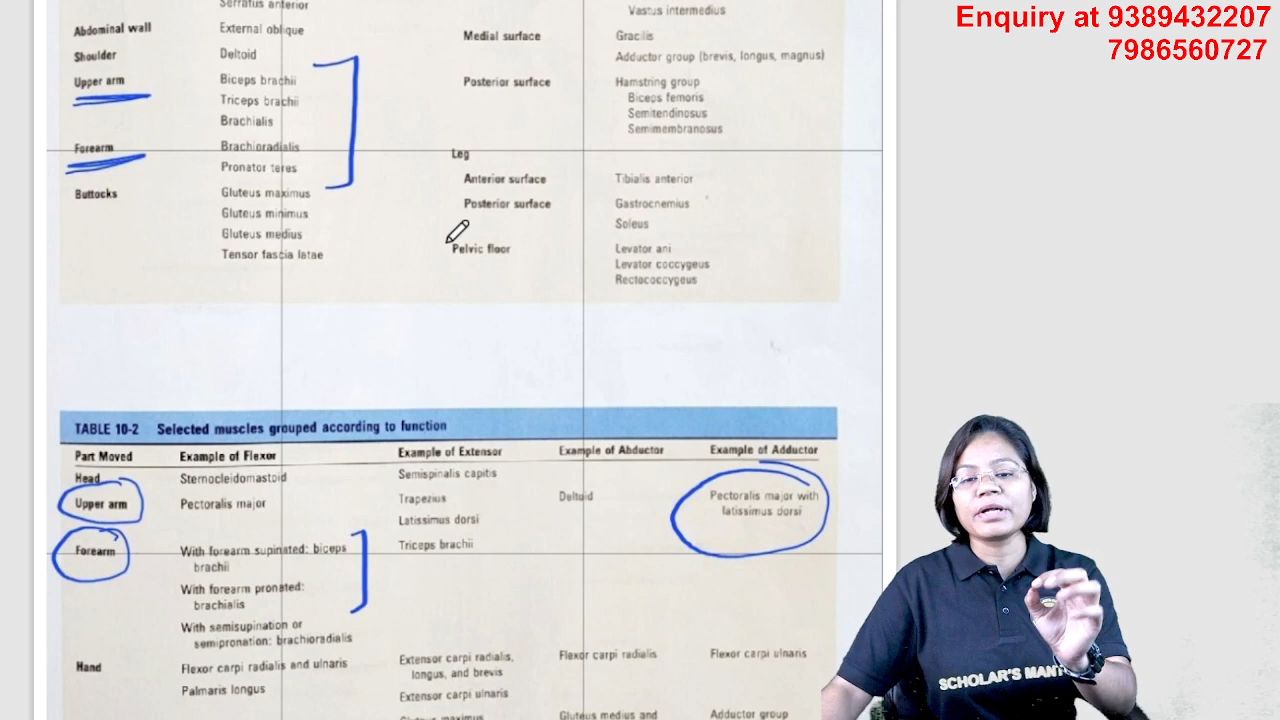 Enquiry at 9389432207
7986560727
Serratus anterior
Abdominal wall External oblique
Shoulder Deltoid
Upper arm Biceps brachii
Triceps brachii
Brachialis
Forearm Brachioradialis
Pronator teres
Buttocks Gluteus maximus
Gluteus minimus
Gluteus medius
Tensor fascia latae
Vastus intermedius
Medial surface Gracilis
Adductor group (brevis, longus, magnus)
Posterior surface Hamstring group
Biceps femoris
Semitendinosus
Semimembranosus
Leg
Anterior surface Tibialis anterior
Posterior surface Gastrocnemius
Soleus
Pelvic floor Levator ani
Levator coccygeus
Rectococcygeus
TABLE 10-2 Selected muscles grouped according to function
Part Moved Example of Flexor Example of Extensor Example of Abductor Example of Adductor
Head Sternocleidomastoid Semispinalis capitis
Upper arm Pectoralis major Trapezius Deltoid Pectoralis major with
latissimus dorsi
Latissimus dorsi
Forearm With forearm supinated: biceps Triceps brachii
brachii
With forearm pronated:
brachialis
With semisupination or
semipronation: brachioradialis
Hand Flexor carpi radialis and ulnaris Extensor carpi radialis, Flexor carpi radialis Flexor carpi ulnaris
longus, and brevis
Palmaris longus Extensor carpi ulnaris
Gluteus maximus Gluteus medius and Adductor group
SCHOLAR'S